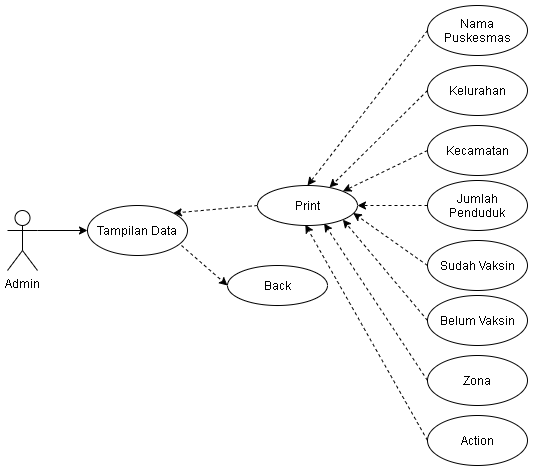 Nama
Puskesmas
Kelurahan
Kecamatan
Jumlah
Penduduk
Print
Tampilan Data
Sudah Vaksin
Admin
Back
Belum Vaksin
Zona
Action